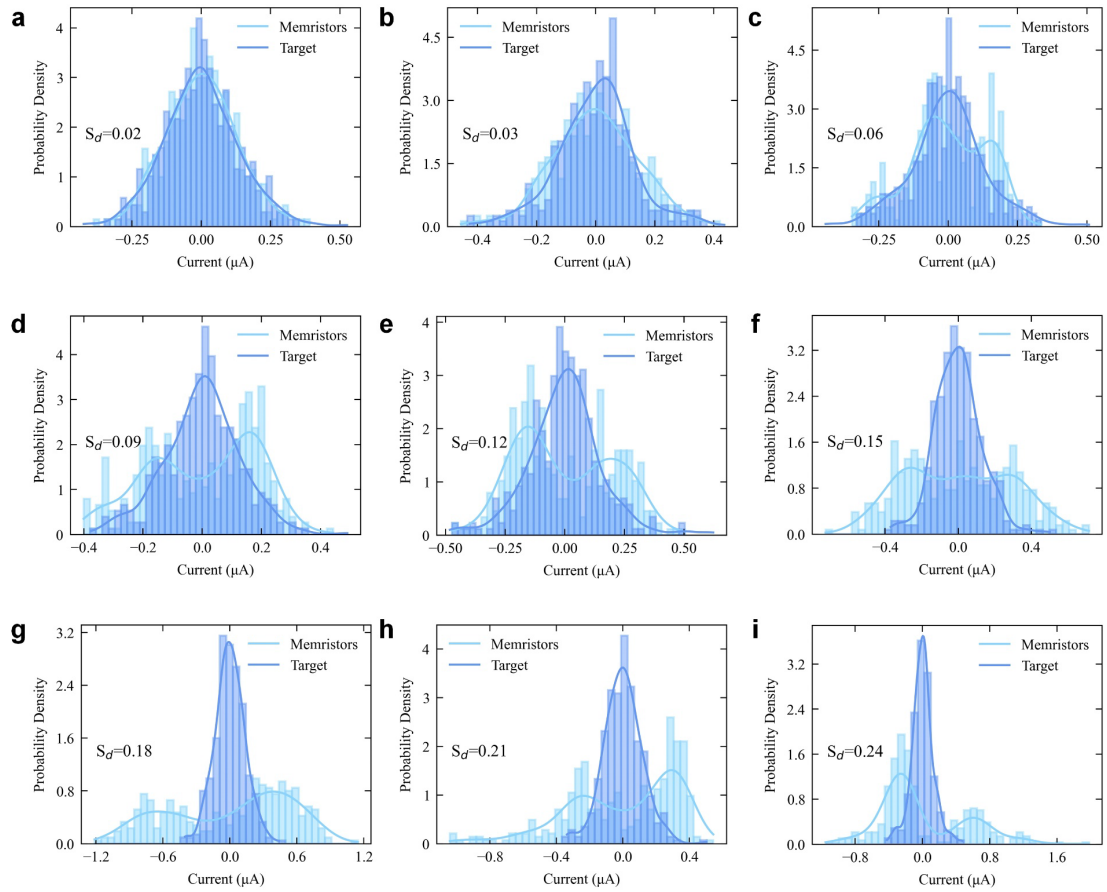 a
4
3
2
1
0
Probability Density
Memristors
Target
S_d=0.02
−0.25 0.00 0.25 0.50
Current (μA)
b
4.5
3.0
1.5
0.0
Probability Density
Memristors
Target
S_d=0.03
−0.4 −0.2 0.0 0.2 0.4
Current (μA)
c
4.5
3.0
1.5
0.0
Probability Density
Memristors
Target
S_d=0.06
−0.25 0.00 0.25 0.50
Current (μA)
d
4
3
2
1
0
Probability Density
Memristors
Target
S_d=0.09
−0.4 −0.2 0.0 0.2 0.4
Current (μA)
e
4
3
2
1
0
Probability Density
Memristors
Target
S_d=0.12
−0.50 −0.25 0.00 0.25 0.50
Current (μA)
f
3.2
2.4
1.6
0.8
0.0
Probability Density
Memristors
Target
S_d=0.15
−0.4 0.0 0.4
Current (μA)
g
3.2
2.4
1.6
0.8
0.0
Probability Density
Memristors
Target
S_d=0.18
−1.2 −0.6 0.0 0.6 1.2
Current (μA)
h
4
3
2
1
0
Probability Density
Memristors
Target
S_d=0.21
−0.8 −0.4 0.0 0.4
Current (μA)
i
3.2
2.4
1.6
0.8
0.0
Probability Density
Memristors
Target
S_d=0.24
−0.8 0.0 0.8 1.6
Current (μA)